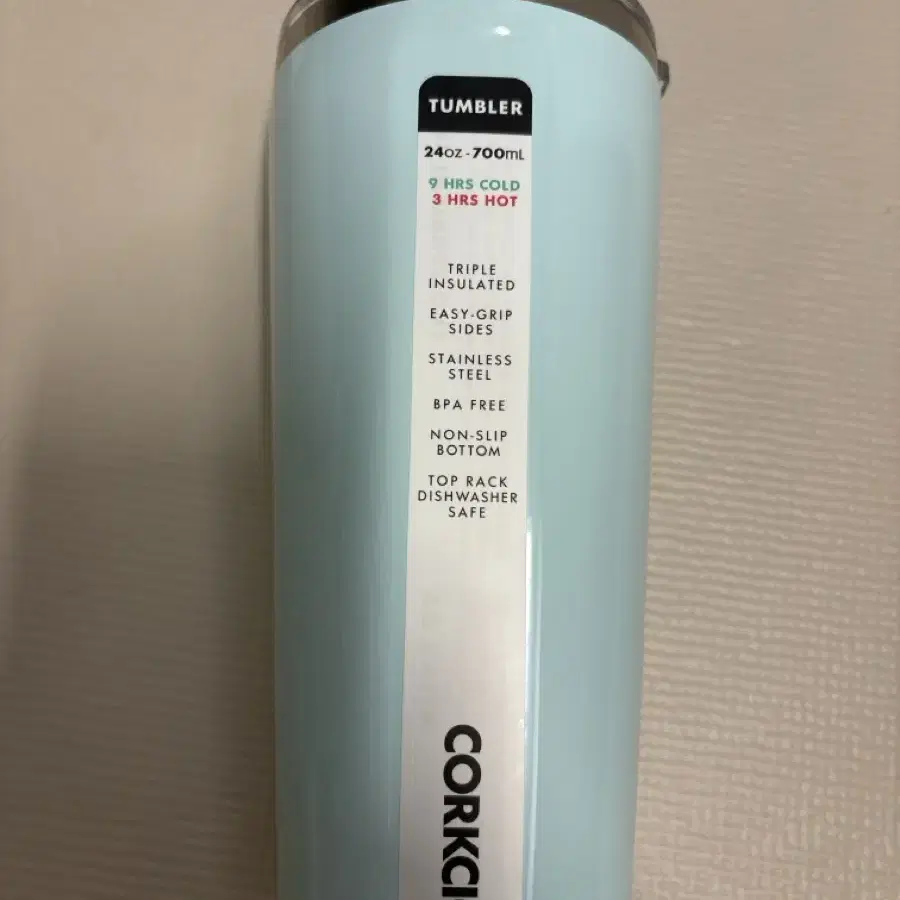 TUMBLER
24oz - 700mL
9 HRS COLD
3 HRS HOT
TRIPLE
INSULATED
EASY-GRIP
SIDES
STAINLESS
STEEL
BPA FREE
NON-SLIP
BOTTOM
TOP RACK
DISHWASHER
SAFE
CORKCI